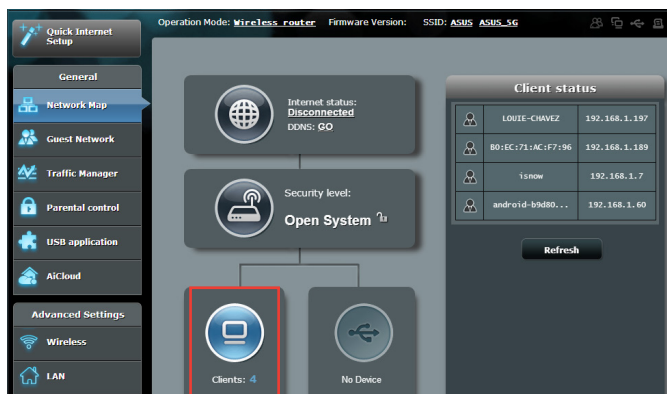 Operation Mode: Wireless router Firmware Version: SSID: ASUS ASUS_5G
Quick Internet
Setup
General
Network Map
Guest Network
Traffic Manager
Parental control
USB application
AiCloud
Advanced Settings
Wireless
LAN
Internet status:
Disconnected
DDNS: GO
Security level:
Open System
Clients: 4
No Device
Client status
LOUIE-CHAVEZ 192.168.1.197
B0:EC:71:AC:F7:96 192.168.1.189
isnow 192.168.1.7
android-b9d80... 192.168.1.60
Refresh